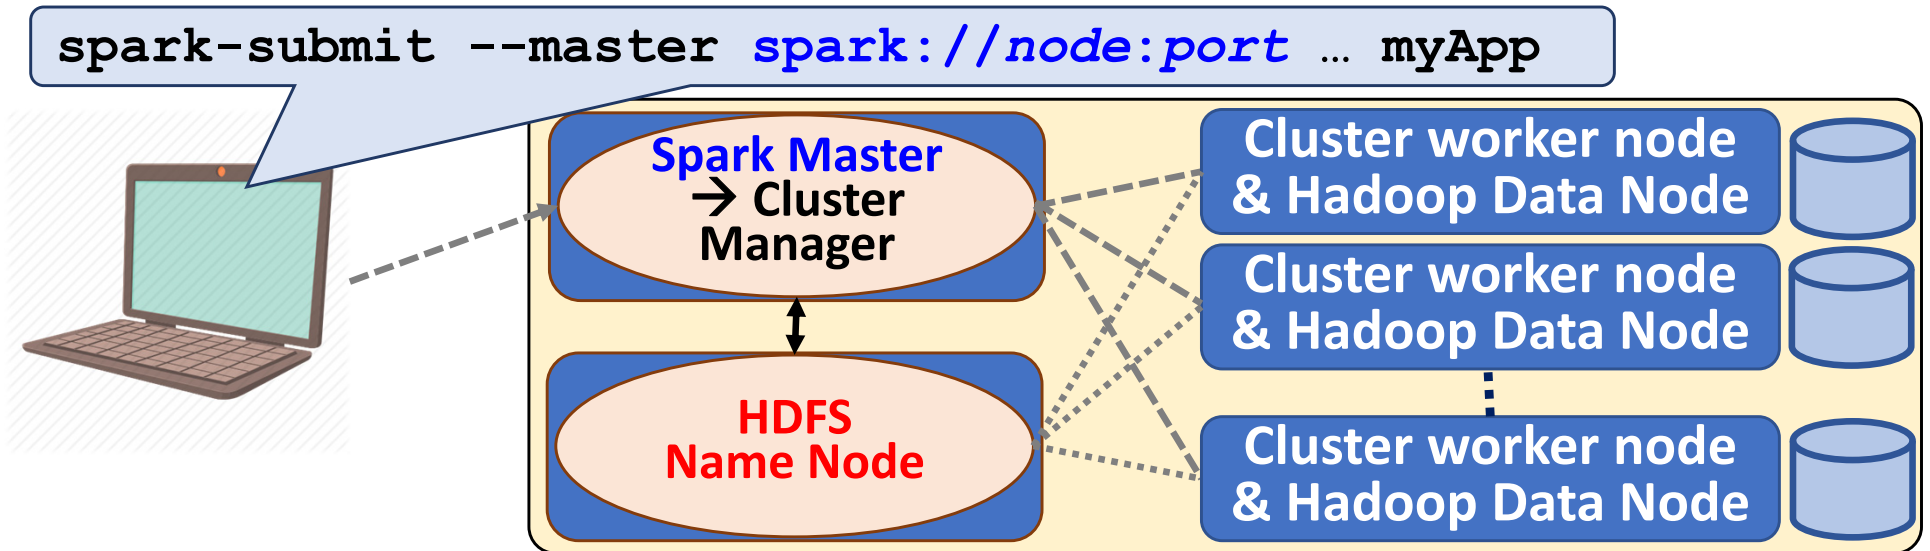 spark-submit --master spark://node:port … myApp
Spark Master
→ Cluster
Manager
HDFS
Name Node
Cluster worker node
& Hadoop Data Node
Cluster worker node
& Hadoop Data Node
Cluster worker node
& Hadoop Data Node